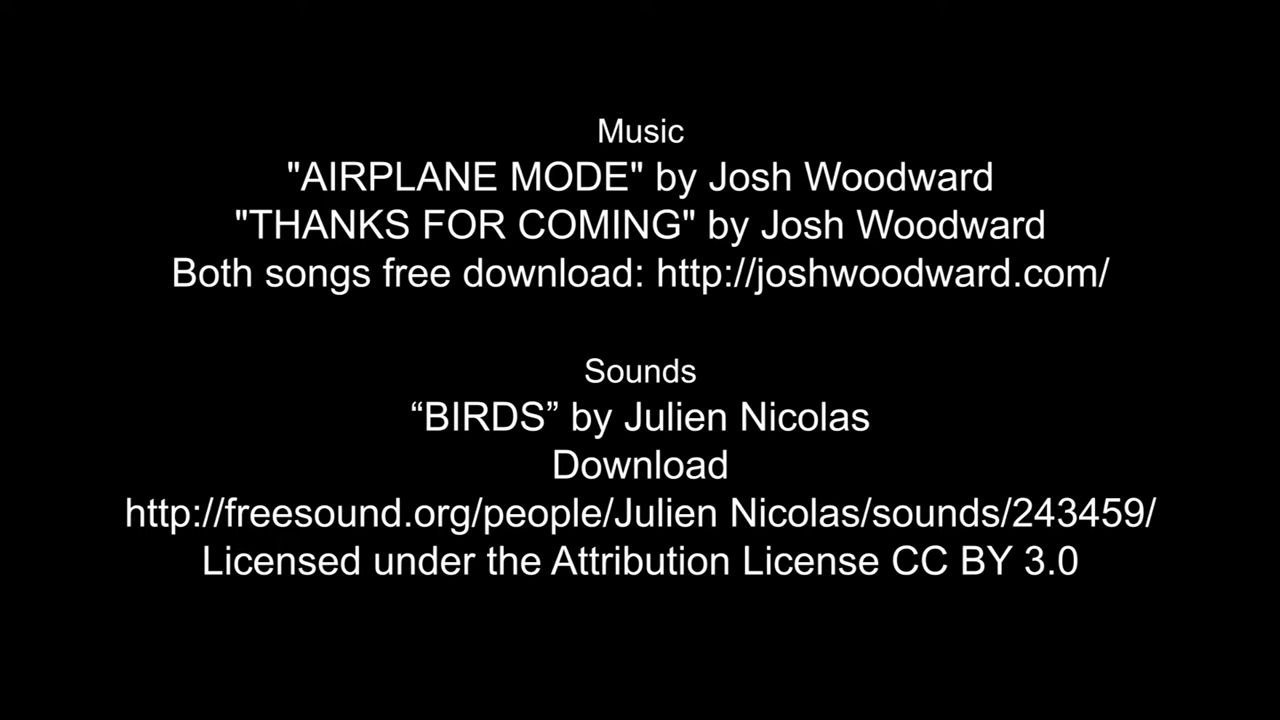 Music
"AIRPLANE MODE" by Josh Woodward
"THANKS FOR COMING" by Josh Woodward
Both songs free download: http://joshwoodward.com/
Sounds
“BIRDS” by Julien Nicolas
Download
http://freesound.org/people/Julien Nicolas/sounds/243459/
Licensed under the Attribution License CC BY 3.0